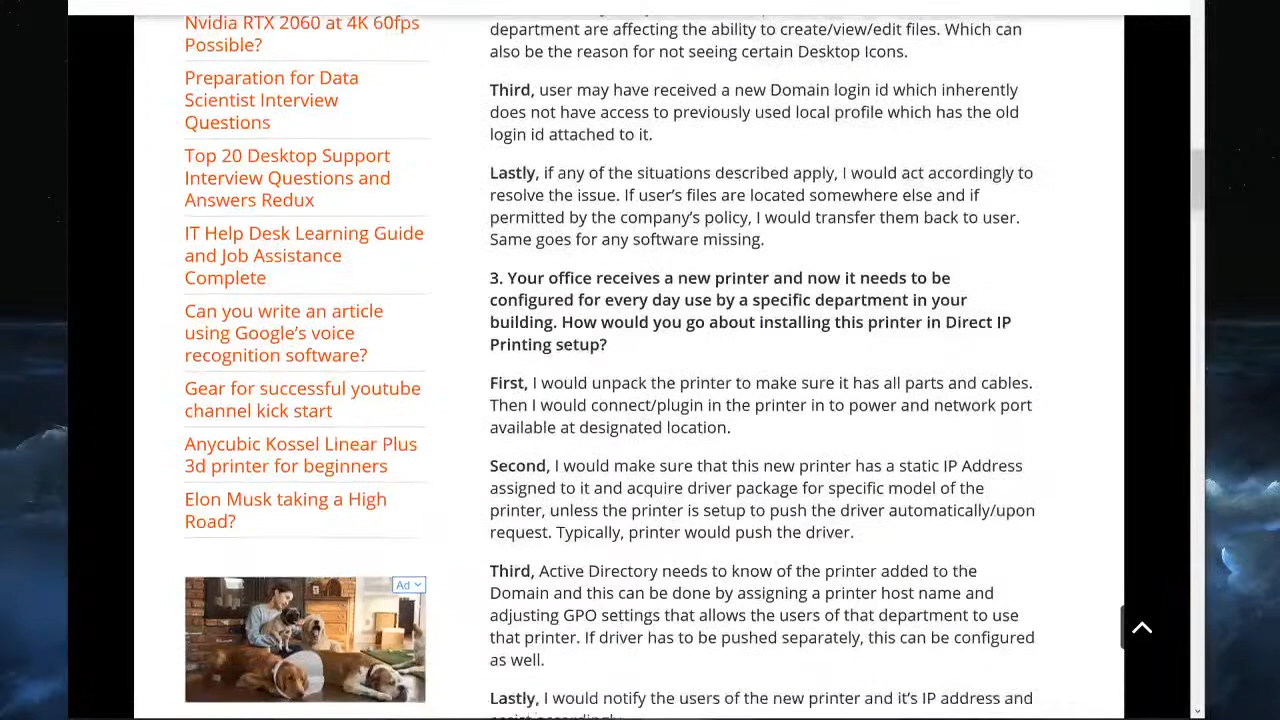 Nvidia RTX 2060 at 4K 60fps
Possible?
Preparation for Data
Scientist Interview
Questions
Top 20 Desktop Support
Interview Questions and
Answers Redux
IT Help Desk Learning Guide
and Job Assistance
Complete
Can you write an article
using Google's voice
recognition software?
Gear for successful youtube
channel kick start
Anycubic Kossel Linear Plus
3d printer for beginners
Elon Musk taking a High
Road?
Ad
department are affecting the ability to create/view/edit files. Which can
also be the reason for not seeing certain Desktop Icons.
Third, user may have received a new Domain login id which inherently
does not have access to previously used local profile which has the old
login id attached to it.
Lastly, if any of the situations described apply, I would act accordingly to
resolve the issue. If user's files are located somewhere else and if
permitted by the company's policy, I would transfer them back to user.
Same goes for any software missing.
3. Your office receives a new printer and now it needs to be
configured for every day use by a specific department in your
building. How would you go about installing this printer in Direct IP
Printing setup?
First, I would unpack the printer to make sure it has all parts and cables.
Then I would connect/plugin in the printer in to power and network port
available at designated location.
Second, I would make sure that this new printer has a static IP Address
assigned to it and acquire driver package for specific model of the
printer, unless the printer is setup to push the driver automatically/upon
request. Typically, printer would push the driver.
Third, Active Directory needs to know of the printer added to the
Domain and this can be done by assigning a printer host name and
adjusting GPO settings that allows the users of that department to use
that printer. If driver has to be pushed separately, this can be configured
as well.
Lastly, I would notify the users of the new printer and it's IP address and